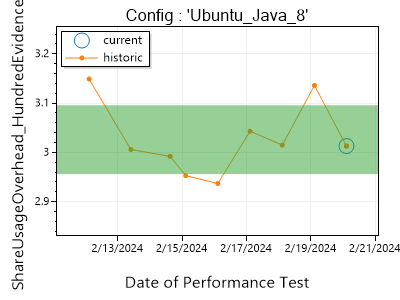 Config : 'Ubuntu_Java_8'
current
historic
ShareUsageOverhead_HundredEvidence
3.2
3.1
3
2.9
2/13/2024
2/15/2024
2/17/2024
2/19/2024
2/21/2024
Date of Performance Test